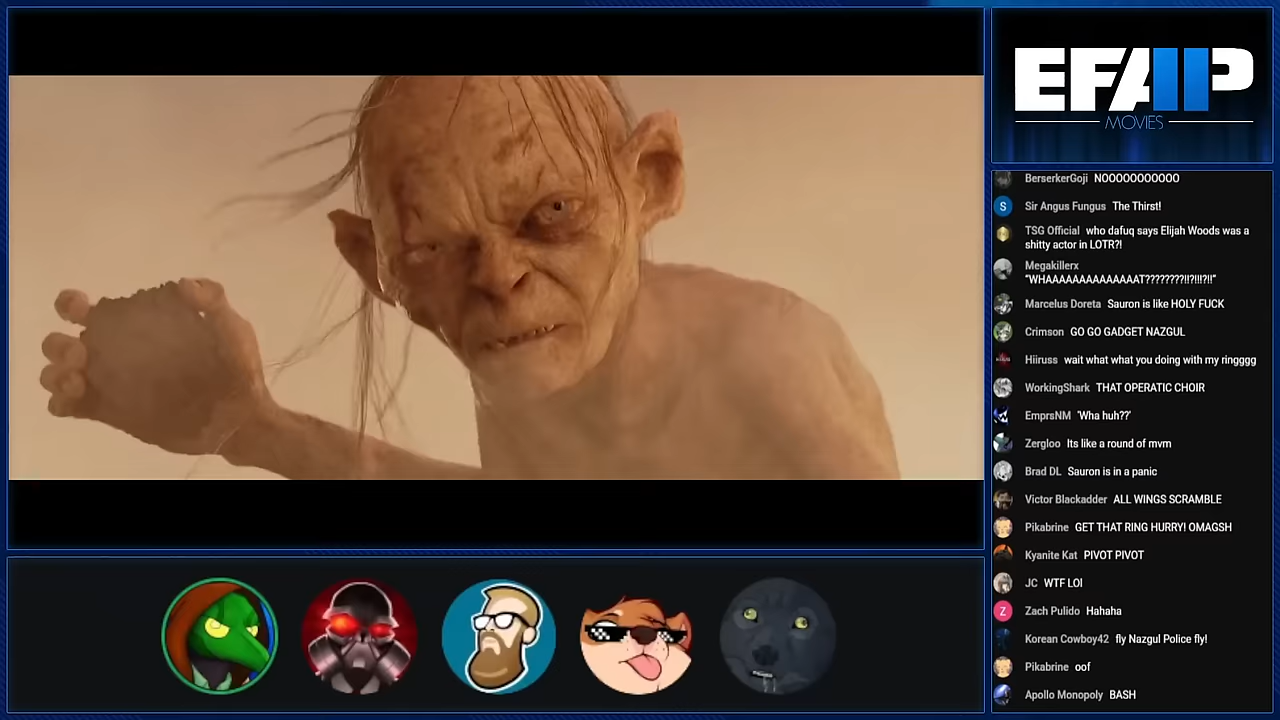 EFAP
MOVIES
BerserkerGoji NOOOOOOOOOOO
S
Sir Angus Fungus The Thirst!
TSG Official who dafuq says Elijah Woods was a
shitty actor in LOTR?!
Megakillerx
"WHAAAAAAAAAAAAAT????????!!?!!!?!!"
Marcelus Doreta Sauron is like HOLY FUCK
Crimson GO GO GADGET NAZGUL
Hiiruss wait what what you doing with my ringggg
WorkingShark THAT OPERATIC CHOIR
EmprsNM 'Wha huh??'
Zergloo Its like a round of mvm
Brad DL Sauron is in a panic
Victor Blackadder ALL WINGS SCRAMBLE
Pikabrine GET THAT RING HURRY! OMAGSH
Kyanite Kat PIVOT PIVOT
JC WTF LOI
Z
Zach Pulido Hahaha
Korean Cowboy42 fly Nazgul Police fly!
Pikabrine oof
Apollo Monopoly BASH